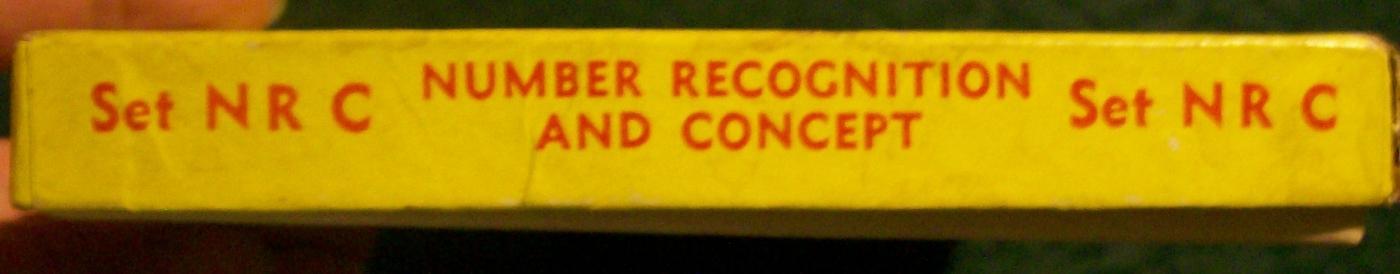 Set N R C
NUMBER RECOGNITION
AND CONCEPT
Set N R C